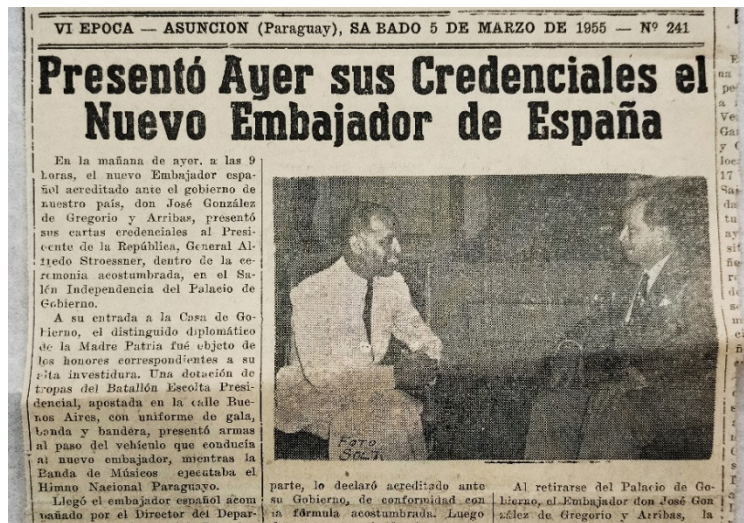 VI EPOCA — ASUNCION (Paraguay), SA BADO 5 DE MARZO DE 1955 — Nº 241
Presentó Ayer sus Credenciales el
Nuevo Embajador de España
En la mañana de ayer, a las 9
horas, el nuevo Embajador espa-
ñol acreditado ante el gobierno de
nuestro país, don José González
de Gregorio y Arribas, presentó
sus cartas credenciales al Presi-
dente de la República, General Al-
fredo Stroessner, dentro de la ce-
remonia acostumbrada, en el Sa-
lón Independencia del Palacio de
Gobierno.
A su entrada a la Casa de Go-
bierno, el distinguido diplomático
de la Madre Patria fué objeto de
los honores correspondientes a su
alta investidura. Una dotación de
tropas del Batallón Escolta Presi-
dencial, apostada en la calle Bue-
nos Aires, con uniforme de gala,
banda y bandera, presentó armas
al paso del vehículo que conducía
al nuevo embajador, mientras la
Banda de Músicos ejecutaba el
Himno Nacional Paraguayo.
Llegó el embajador español acom
pañado por el Director del Depar-
FOTO
parte, lo declaró acreditado ante
su Gobierno, de conformidad con
la fórmula acostumbrada. Luego
Al retirarse del Palacio de Go-
bierno, el Embajador don José Gon
zález de Gregorio y Arribas, la